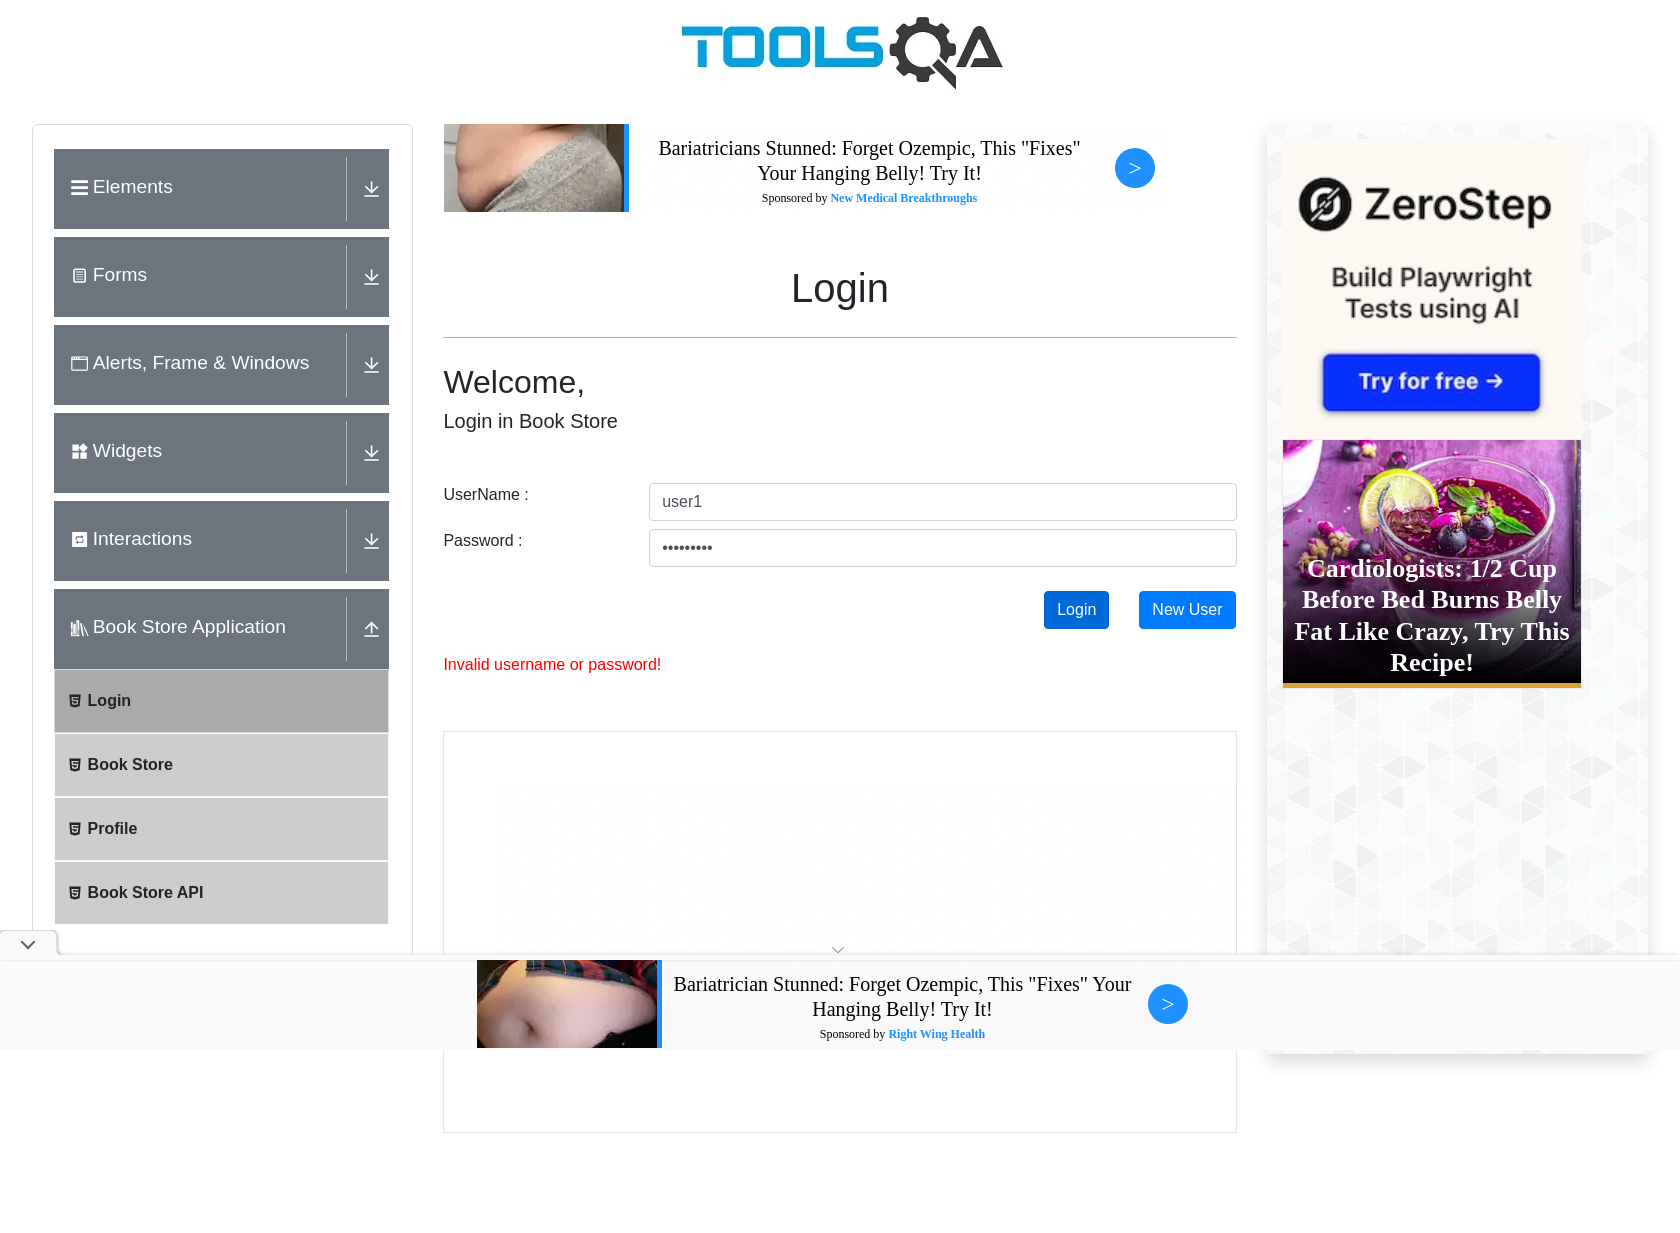 TOOLSQA
Elements
Forms
Alerts, Frame & Windows
Widgets
Interactions
Book Store Application
Login
Book Store
Profile
Book Store API
Bariatricians Stunned: Forget Ozempic, This "Fixes"
Your Hanging Belly! Try It!
Sponsored by New Medical Breakthroughs
>
Login
Welcome,
Login in Book Store
UserName :
user1
Password :
•••••••••
Login
New User
Invalid username or password!
ZeroStep
Build Playwright
Tests using AI
Try for free →
Cardiologists: 1/2 Cup
Before Bed Burns Belly
Fat Like Crazy, Try This
Recipe!
Bariatrician Stunned: Forget Ozempic, This "Fixes" Your
Hanging Belly! Try It!
Sponsored by Right Wing Health
>